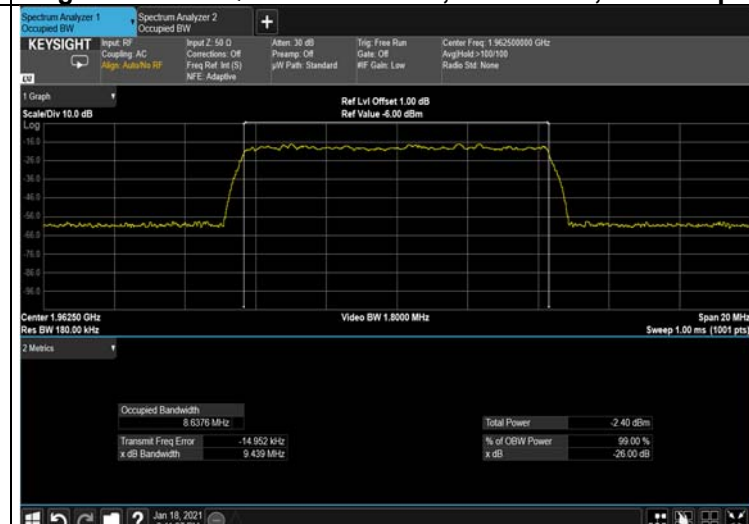 Spectrum Analyzer 1
Occupied BW
Spectrum Analyzer 2
Occupied BW
+
KEYSIGHT
Input: RF
Coupling: AC
Align: Auto/No RF
Input Z: 50 Ω
Corrections: Off
Freq Ref: Int (S)
NFE: Adaptive
Atten: 30 dB
Preamp: Off
µW Path: Standard
Trig: Free Run
Gate: Off
#IF Gain: Low
Center Freq: 1.962500000 GHz
Avg|Hold:>100/100
Radio Std: None
LXI
1 Graph
Scale/Div 10.0 dB
Ref Lvl Offset 1.00 dB
Ref Value -6.00 dBm
Log
-16.0
-26.0
-36.0
-46.0
-56.0
-66.0
-76.0
-86.0
-96.0
Center 1.96250 GHz
Res BW 180.00 kHz
Video BW 1.8000 MHz
Span 20 MHz
Sweep 1.00 ms (1001 pts)
2 Metrics
Occupied Bandwidth
8.6376 MHz
Transmit Freq Error -14.952 kHz
x dB Bandwidth 9.439 MHz
Total Power -2.40 dBm
% of OBW Power 99.00 %
x dB -26.00 dB
?
Jan 18, 2021